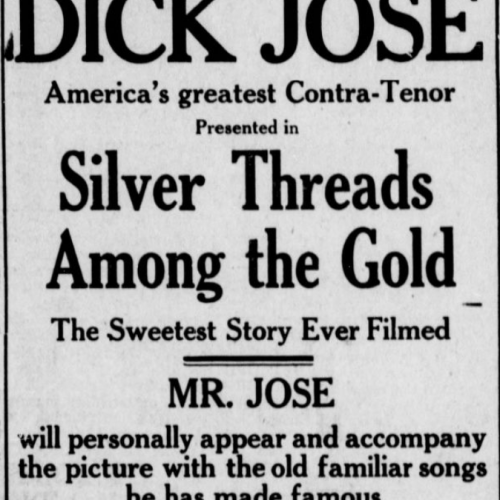 DICK JOSE
America's greatest Contra-Tenor
Presented in
Silver Threads
Among the Gold
The Sweetest Story Ever Filmed
MR. JOSE
will personally appear and accompany
the picture with the old familiar songs
he has made famous